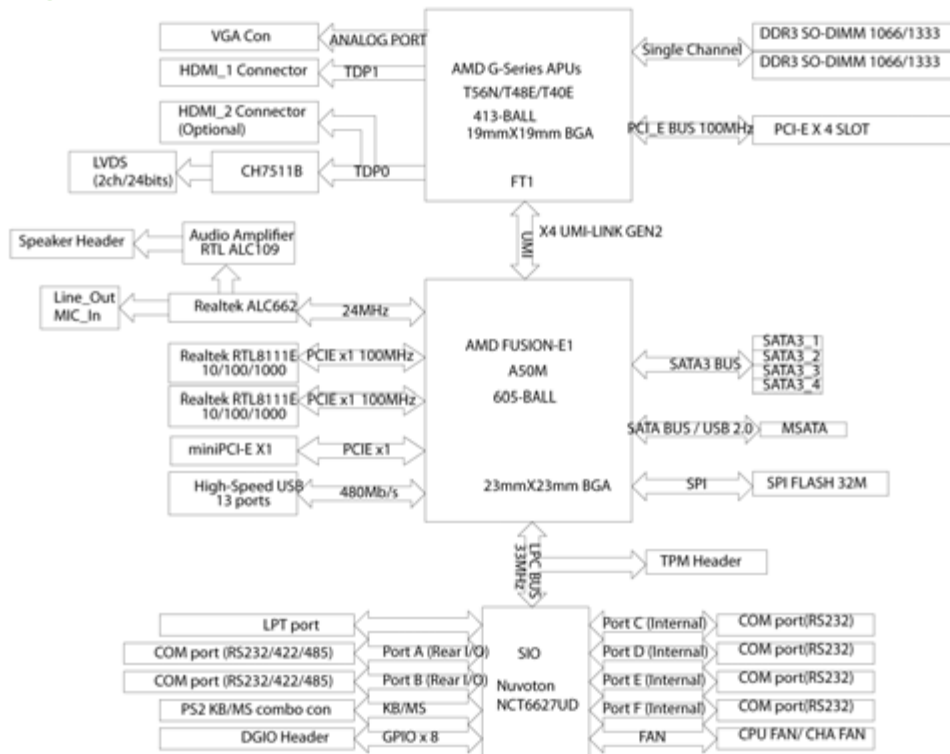 VGA Con
ANALOG PORT
HDMI_1 Connector
TDP1
HDMI_2 Connector
(Optional)
LVDS
(2ch/24bits)
CH7511B
TDP0
AMD G-Series APUs
T56N/T48E/T40E
413-BALL
19mmX19mm BGA
FT1
Single Channel
DDR3 SO-DIMM 1066/1333
DDR3 SO-DIMM 1066/1333
PCI_E BUS 100MHz
PCI-E X 4 SLOT
UMI
X4 UMI-LINK GEN2
Speaker Header
Audio Amplifier
RTL ALC109
Line_Out
MIC_In
Realtek ALC662
24MHz
Realtek RTL8111E
10/100/1000
PCIE x1 100MHz
Realtek RTL8111E
10/100/1000
PCIE x1 100MHz
miniPCI-E X1
PCIE x1
High-Speed USB
13 ports
480Mb/s
AMD FUSION-E1
A50M
605-BALL
23mmX23mm BGA
SATA3 BUS
SATA3_1
SATA3_2
SATA3_3
SATA3_4
SATA BUS / USB 2.0
MSATA
SPI
SPI FLASH 32M
LPC BUS
33MHz
TPM Header
LPT port
COM port (RS232/422/485)
Port A (Rear I/O)
COM port (RS232/422/485)
Port B (Rear I/O)
PS2 KB/MS combo con
KB/MS
DGIO Header
GPIO x 8
SIO
Nuvoton
NCT6627UD
Port C (Internal)
COM port(RS232)
Port D (Internal)
COM port(RS232)
Port E (Internal)
COM port(RS232)
Port F (Internal)
COM port(RS232)
FAN
CPU FAN/ CHA FAN